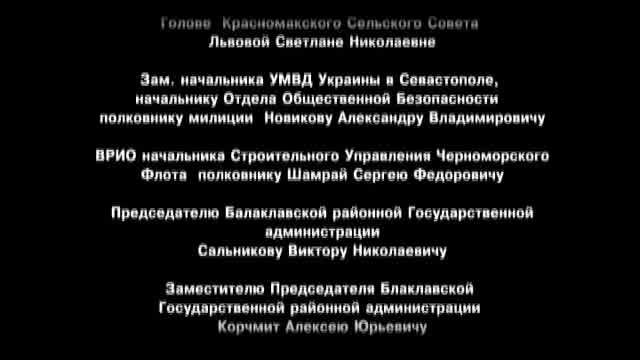 Голове Красномакского Сельского Совета
Львовой Светлане Николаевне
Зам. начальника УМВД Украины в Севастополе,
начальнику Отдела Общественной Безопасности
полковнику милиции Новикову Александру Владимировичу
ВРИО начальника Строительного Управления Черноморского
Флота полковнику Шамрай Сергею Федоровичу
Председателю Балаклавской районной Государственной
администрации
Сальникову Виктору Николаевичу
Заместителю Председателя Блаклавской
Государственной районной администрации
Корчмит Алексею Юрьевичу